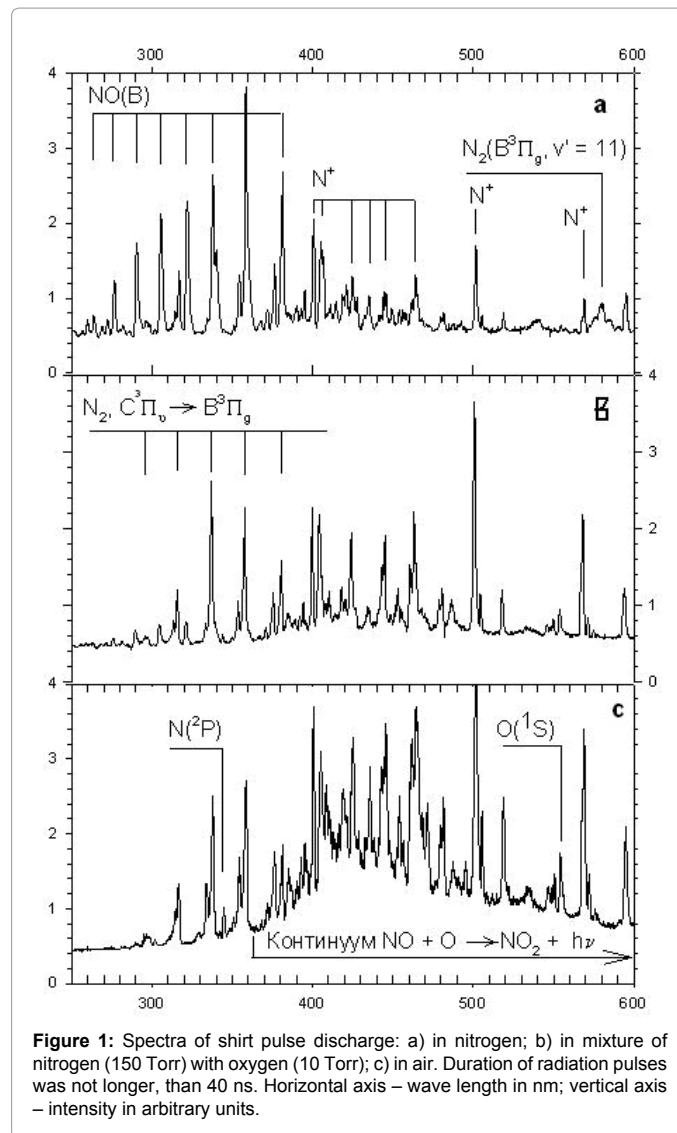 300 400 500 600
4
3
2
1
0
NO(B)
a
N₂(B³Π_g, v' = 11)
N⁺
N⁺
N⁺
4
3
2
1
0
N₂, C³Π_υ → B³Π_g
4
3
2
1
0
c
N(²P)
O(¹S)
Континуум NO + O → NO₂ + hν
300 400 500 600
Figure 1: Spectra of shirt pulse discharge: a) in nitrogen; b) in mixture of
nitrogen (150 Torr) with oxygen (10 Torr); c) in air. Duration of radiation pulses
was not longer, than 40 ns. Horizontal axis – wave length in nm; vertical axis
– intensity in arbitrary units.